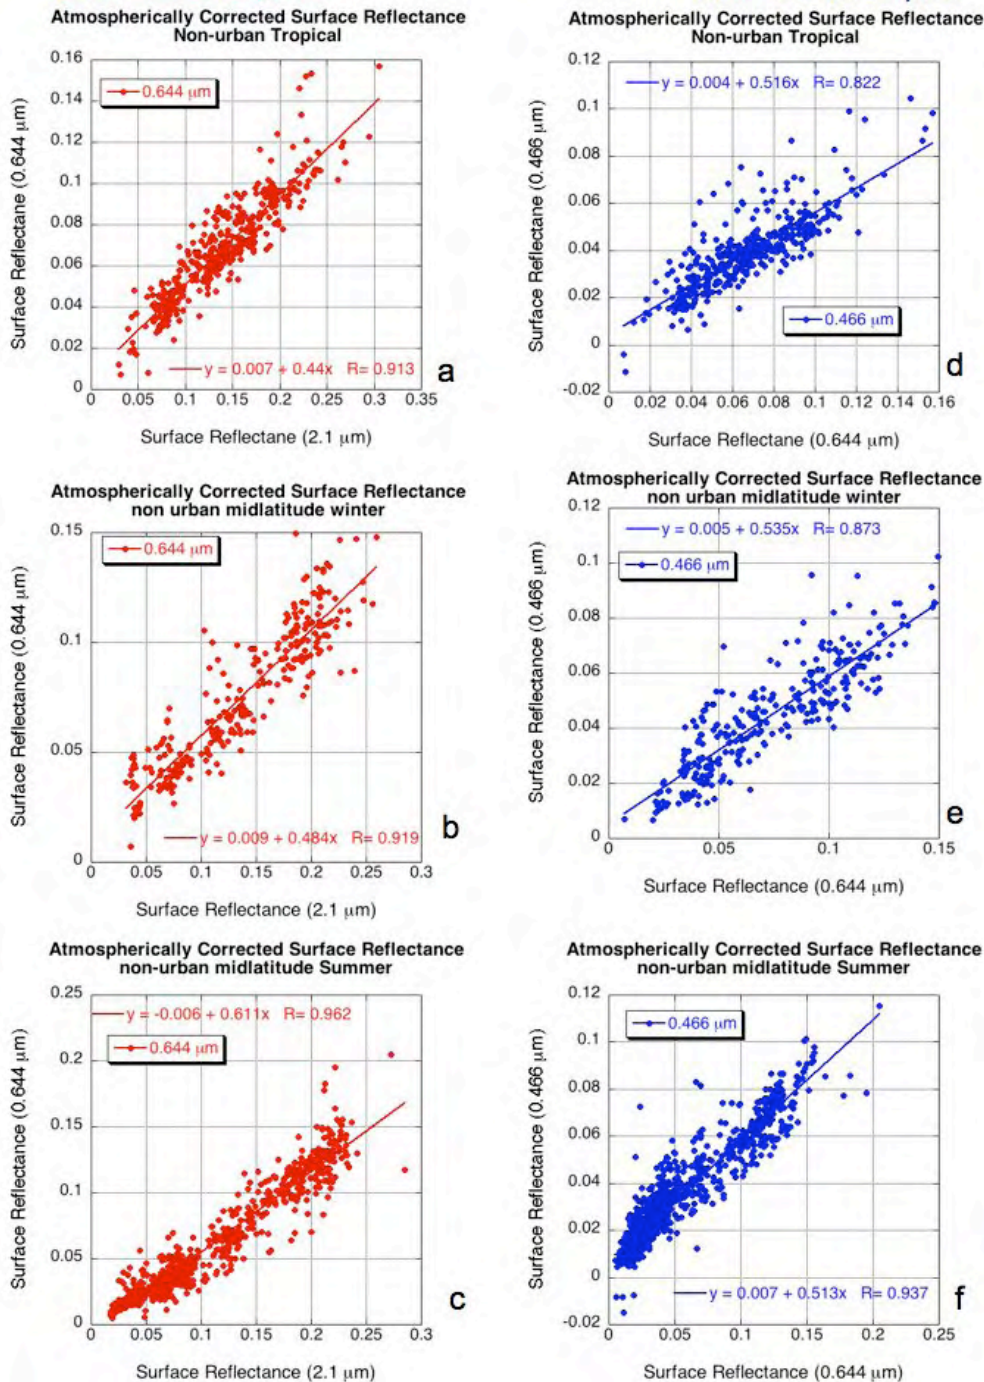 Atmospherically Corrected Surface Reflectance
Non-urban Tropical
0.16
0.14
0.12
0.1
0.08
0.06
0.04
0.02
0
Surface Reflectane (0.644 µm)
0.644 µm
y = 0.007 + 0.44x R= 0.913
a
0 0.05 0.1 0.15 0.2 0.25 0.3 0.35
Surface Reflectane (2.1 µm)
Atmospherically Corrected Surface Reflectance
Non-urban Tropical
0.12
0.1
0.08
0.06
0.04
0.02
0
-0.02
Surface Reflectane (0.466 µm)
y = 0.004 + 0.516x R= 0.822
0.466 µm
d
0 0.02 0.04 0.06 0.08 0.1 0.12 0.14 0.16
Surface Reflectane (0.644 µm)
Atmospherically Corrected Surface Reflectance
non urban midlatitude winter
0.15
0.1
0.05
0
Surface Reflectance (0.644 µm)
0.644 µm
y = 0.009 + 0.484x R= 0.919
b
0 0.05 0.1 0.15 0.2 0.25 0.3
Surface Reflectance (2.1 µm)
Atmospherically Corrected Surface Reflectance
non urban midlatitude winter
0.12
0.1
0.08
0.06
0.04
0.02
0
Surface Reflectance (0.466 µm)
y = 0.005 + 0.535x R= 0.873
0.466 µm
e
0 0.05 0.1 0.15
Surface Reflectance (0.644 µm)
Atmospherically Corrected Surface Reflectance
non-urban midlatitude Summer
0.25
0.2
0.15
0.1
0.05
0
Surface Reflectance (0.644 µm)
y = -0.006 + 0.611x R= 0.962
0.644 µm
c
0 0.05 0.1 0.15 0.2 0.25 0.3
Surface Reflectance (2.1 µm)
Atmospherically Corrected Surface Reflectance
non-urban midlatitude Summer
0.12
0.1
0.08
0.06
0.04
0.02
0
-0.02
Surface Reflectance (0.466 µm)
0.466 µm
y = 0.007 + 0.513x R= 0.937
f
0 0.05 0.1 0.15 0.2 0.25
Surface Reflectance (0.644 µm)